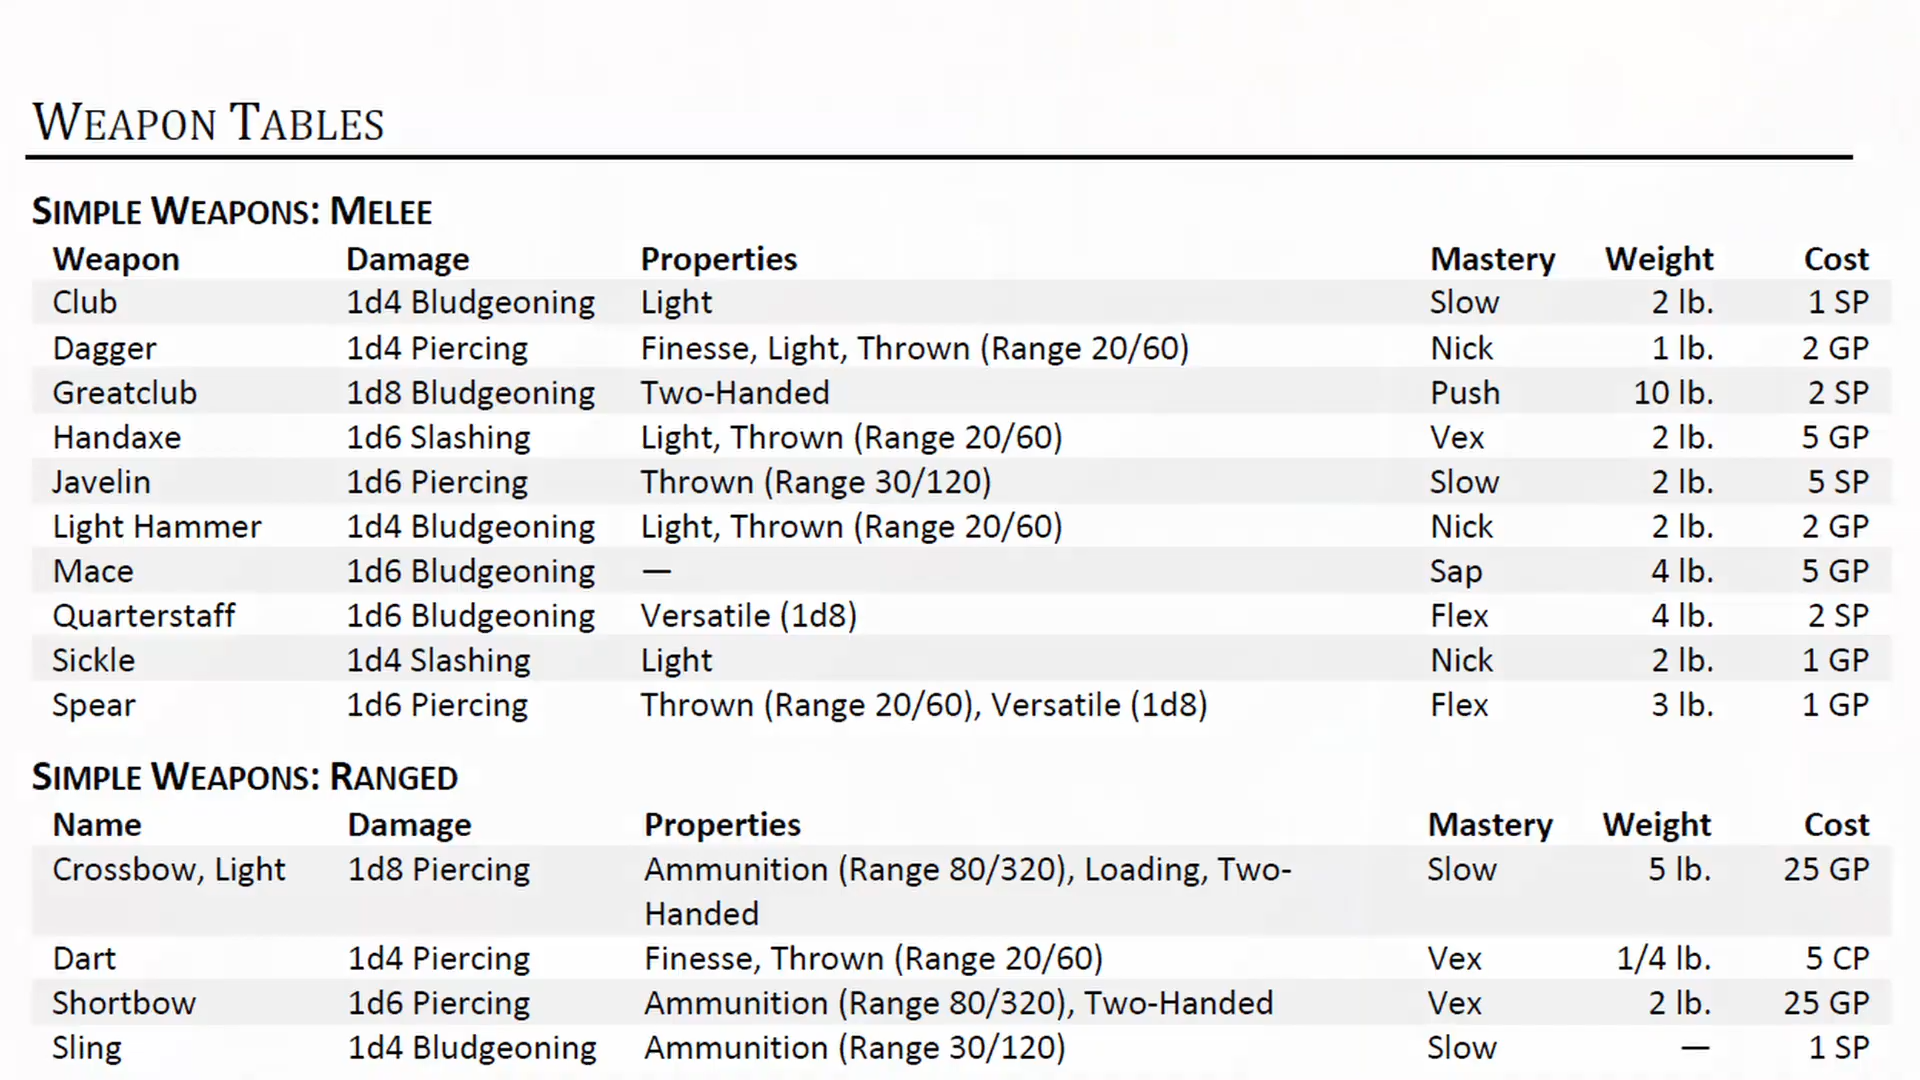 WEAPON TABLES
SIMPLE WEAPONS: MELEE
Weapon Damage Properties Mastery Weight Cost
Club 1d4 Bludgeoning Light Slow 2 lb. 1 SP
Dagger 1d4 Piercing Finesse, Light, Thrown (Range 20/60) Nick 1 lb. 2 GP
Greatclub 1d8 Bludgeoning Two-Handed Push 10 lb. 2 SP
Handaxe 1d6 Slashing Light, Thrown (Range 20/60) Vex 2 lb. 5 GP
Javelin 1d6 Piercing Thrown (Range 30/120) Slow 2 lb. 5 SP
Light Hammer 1d4 Bludgeoning Light, Thrown (Range 20/60) Nick 2 lb. 2 GP
Mace 1d6 Bludgeoning — Sap 4 lb. 5 GP
Quarterstaff 1d6 Bludgeoning Versatile (1d8) Flex 4 lb. 2 SP
Sickle 1d4 Slashing Light Nick 2 lb. 1 GP
Spear 1d6 Piercing Thrown (Range 20/60), Versatile (1d8) Flex 3 lb. 1 GP
SIMPLE WEAPONS: RANGED
Name Damage Properties Mastery Weight Cost
Crossbow, Light 1d8 Piercing Ammunition (Range 80/320), Loading, Two- Slow 5 lb. 25 GP
Handed
Dart 1d4 Piercing Finesse, Thrown (Range 20/60) Vex 1/4 lb. 5 CP
Shortbow 1d6 Piercing Ammunition (Range 80/320), Two-Handed Vex 2 lb. 25 GP
Sling 1d4 Bludgeoning Ammunition (Range 30/120) Slow — 1 SP